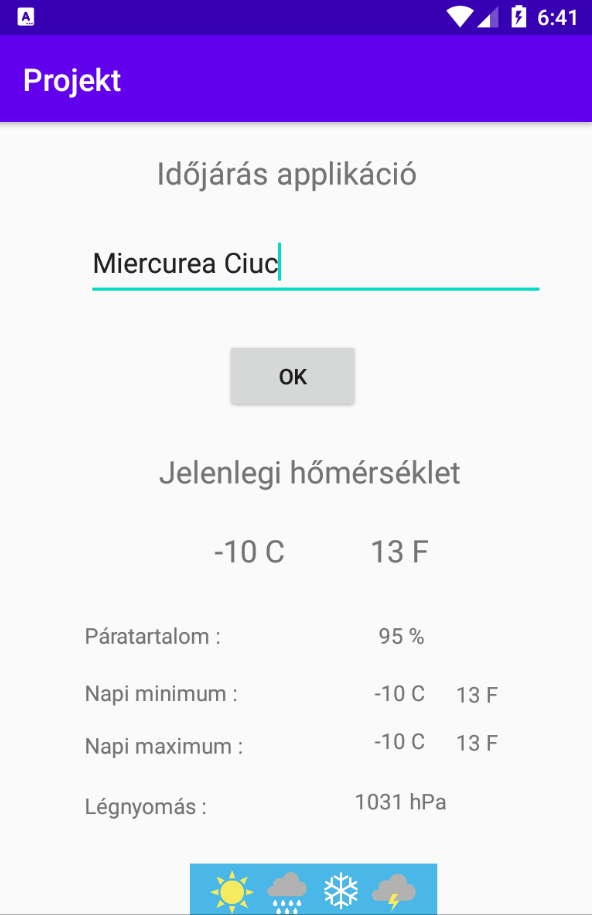 6:41
Projekt
Időjárás applikáció
Miercurea Ciuc
OK
Jelenlegi hőmérséklet
-10 C 13 F
Páratartalom : 95 %
Napi minimum : -10 C 13 F
Napi maximum : -10 C 13 F
Légnyomás : 1031 hPa